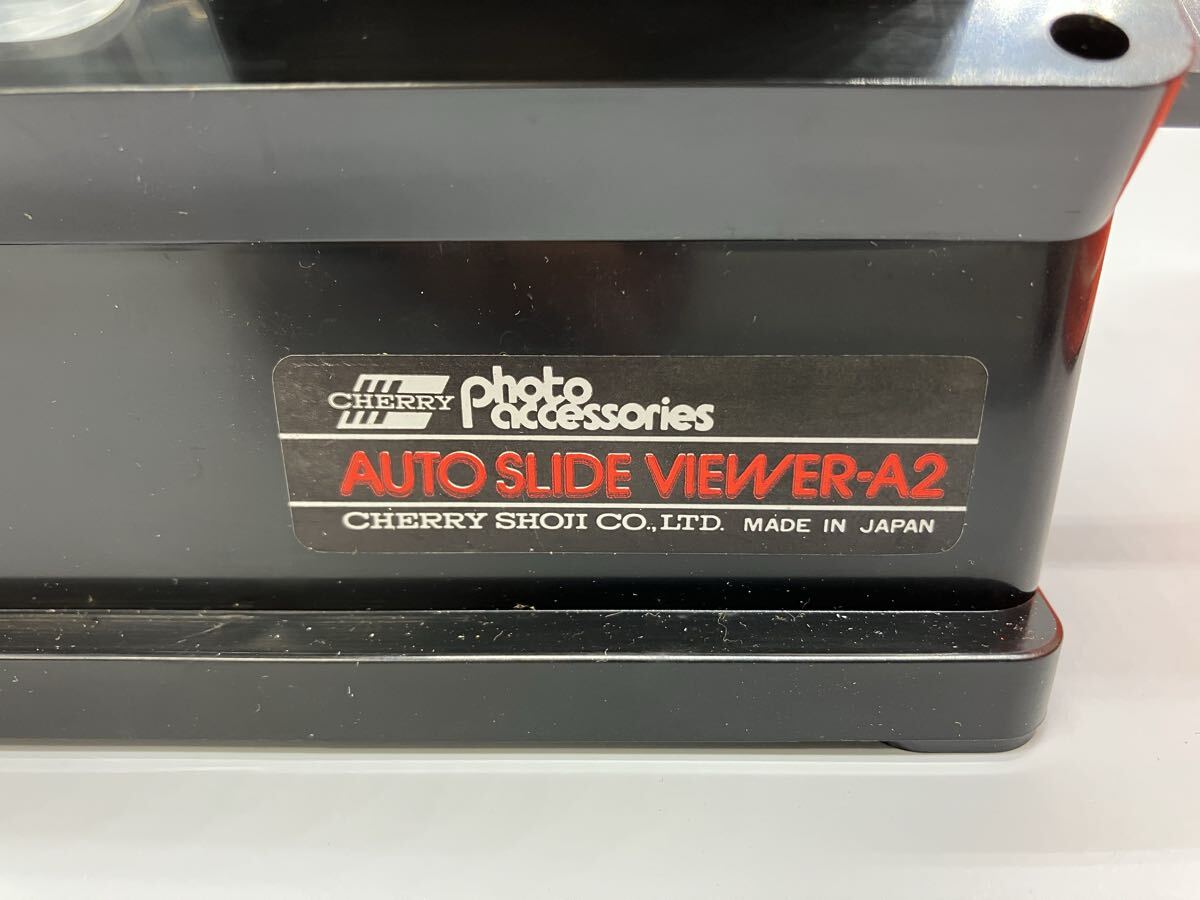 CHERRY photo accessories
AUTO SLIDE VIEWER-A2
CHERRY SHOJI CO.,LTD. MADE IN JAPAN